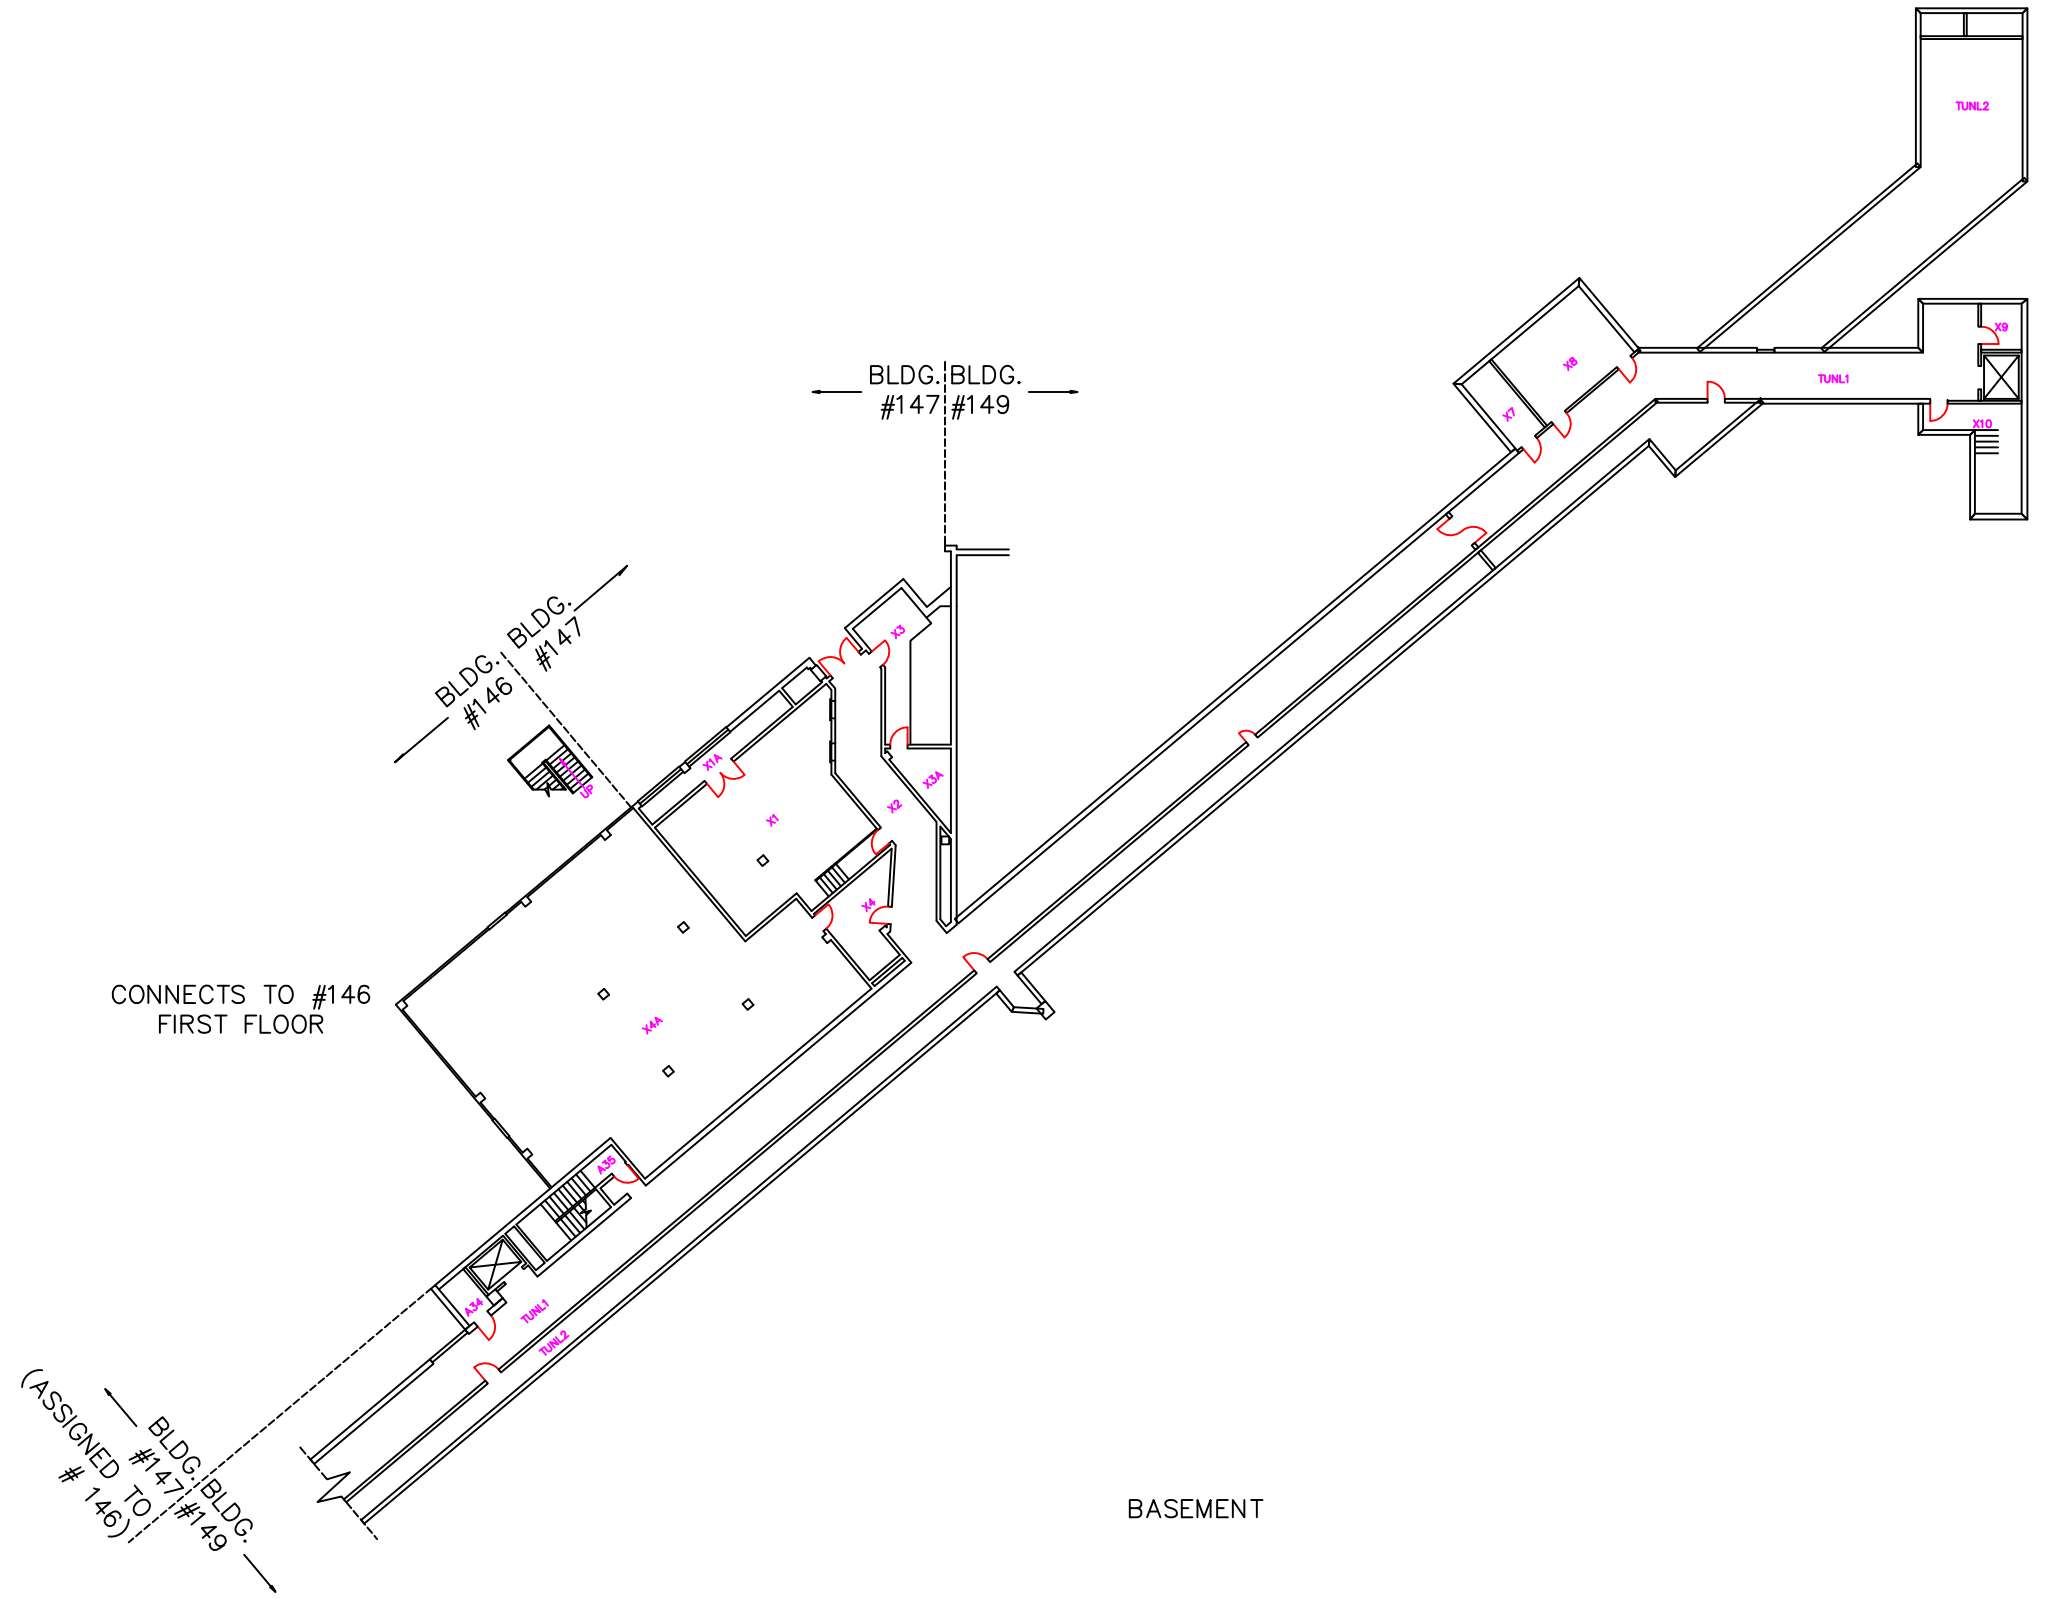 TUNL2
X9
BLDG. BLDG.
#147 #149
X8
TUNL1
X7
X10
BLDG. BLDG.
#146 #147
X3
X1A
X3A
UP
X2
X1
X4
CONNECTS TO #146
FIRST FLOOR
X4A
A35
A34
TUNL1
TUNL2
BLDG. BLDG.
#147 #149
(ASSIGNED TO
# 146)
BASEMENT